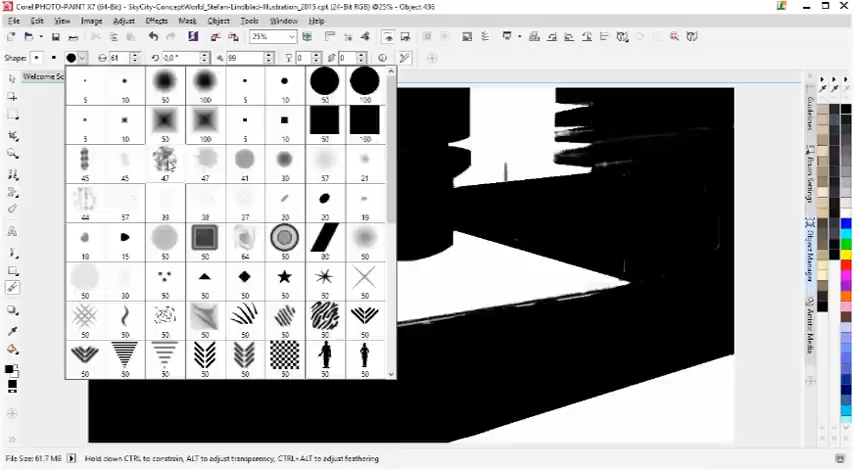 Corel PHOTO-PAINT X7 (64-Bit) - SkyCity-ConceptWorld_Stefan-Lindblad-Illustration_2015.cpt (24-Bit RGB) @25% - Object 436
File Edit View Image Adjust Effects Mask Object Tools Window Help
25%
Shape: 61 0,0 ° 99 0 0
Welcome Sc
5 10 50 100 5 10 50 100
5 10 50 100 5 10 50 100
45 45 47 47 41 30 57 21
44 57 39 38 37 20 20 19
18 15 50 50 64 50 80 50
50 30 50 50 50 50 50 50
50 50 50 50 50 50 50 50
50 50 50 50 50 50 50 50
Guidelines
Brush Settings
Object Manager
Artistic Media
File Size: 61.7 MB Hold down CTRL to constrain, ALT to adjust transparency, CTRL+ALT to adjust feathering